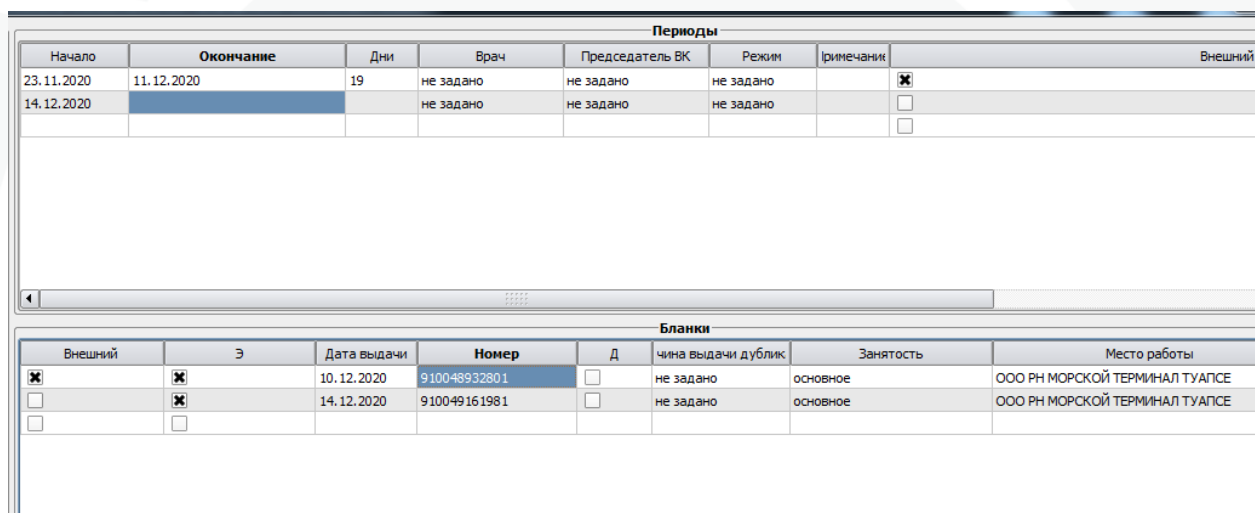 Периоды
Начало Окончание Дни Врач Председатель ВК Режим Іримечание Внешний
23.11.2020 11.12.2020 19 не задано не задано не задано
14.12.2020 не задано не задано не задано
Бланки
Внешний Э Дата выдачи Номер Д чина выдачи дублик Занятость Место работы
10.12.2020 910048932801 не задано основное ООО РН МОРСКОЙ ТЕРМИНАЛ ТУАПСЕ
14.12.2020 910049161981 не задано основное ООО РН МОРСКОЙ ТЕРМИНАЛ ТУАПСЕ